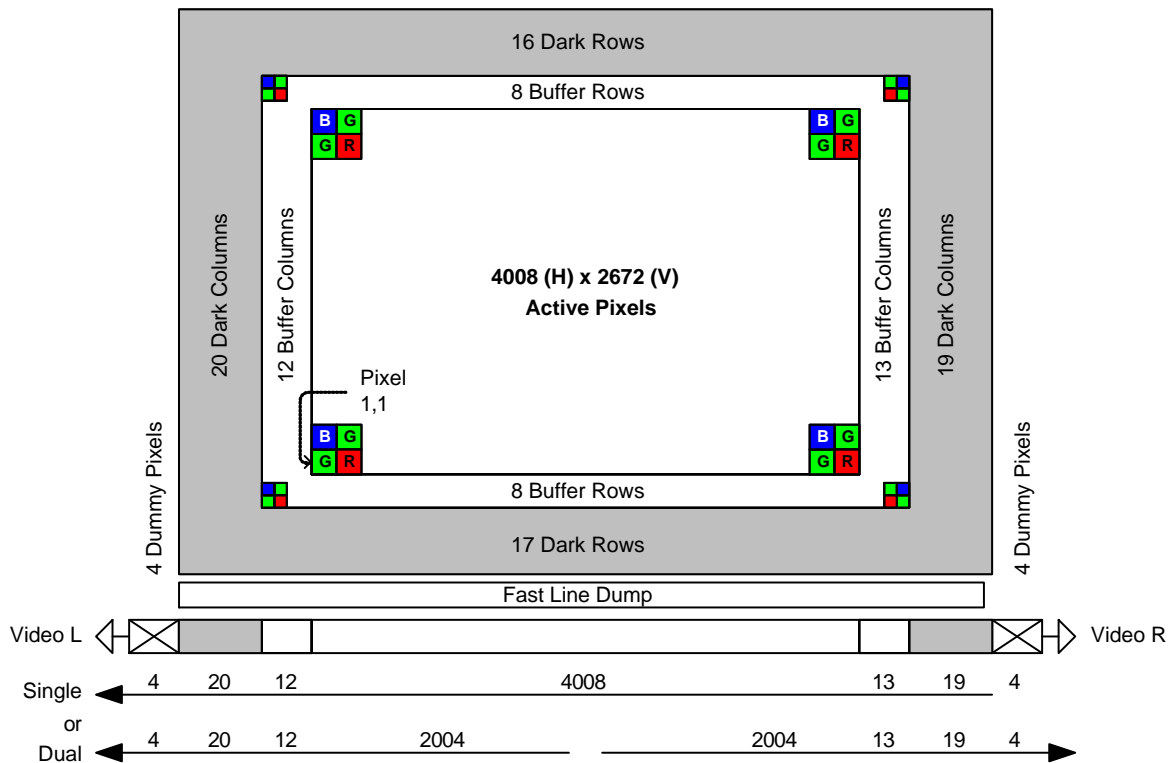 16 Dark Rows
8 Buffer Rows
B G
G R
B G
G R
20 Dark Columns
12 Buffer Columns
4008 (H) x 2672 (V)
Active Pixels
13 Buffer Columns
19 Dark Columns
Pixel
1,1
B G
G R
B G
G R
4 Dummy Pixels
4 Dummy Pixels
8 Buffer Rows
17 Dark Rows
Fast Line Dump
Video L
Video R
Single
4 20 12 4008 13 19 4
or
Dual
4 20 12 2004 2004 13 19 4